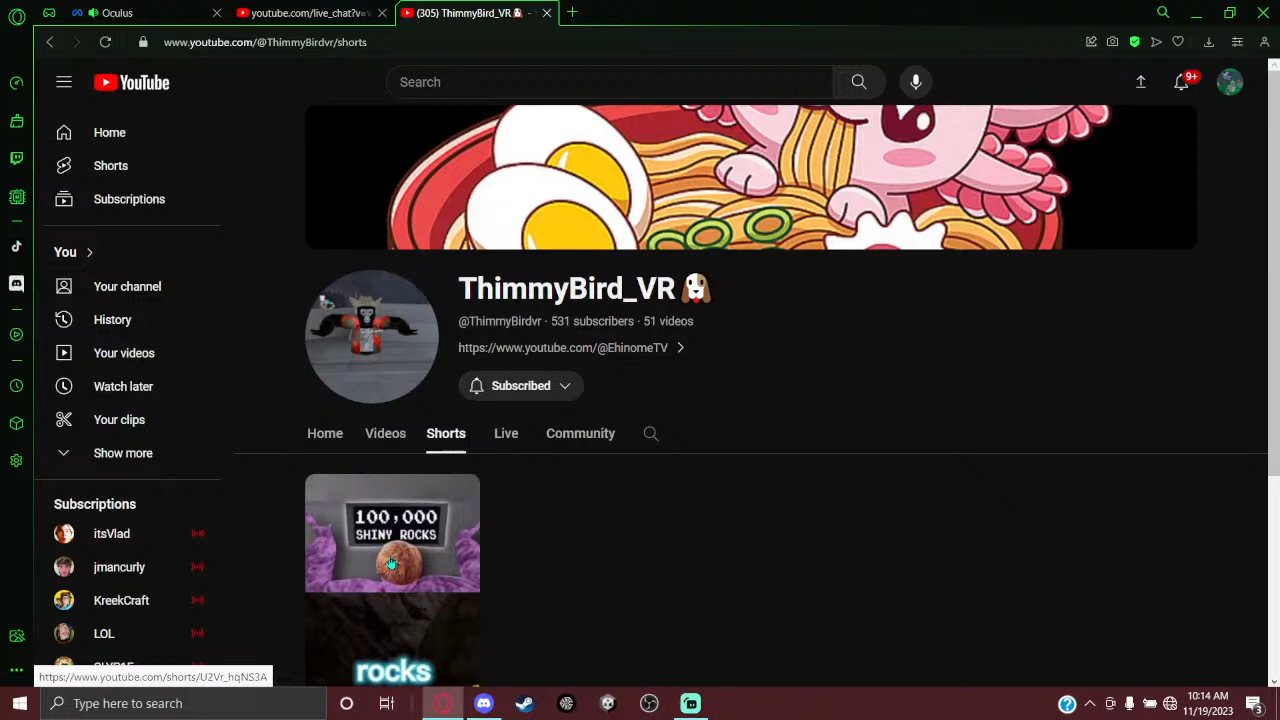 Oculus
youtube.com/live_chat?v=
(305) ThimmyBird_VR
www.youtube.com/@ThimmyBirdvr/shorts
YouTube
Search
9+
Home
Shorts
Subscriptions
You
Your channel
History
Your videos
Watch later
Your clips
Show more
Subscriptions
itsVlad
jmancurly
KreekCraft
LOL
ThimmyBird_VR
@ThimmyBirdvr · 531 subscribers · 51 videos
https://www.youtube.com/@EhinomeTV
Subscribed
Home
Videos
Shorts
Live
Community
100,000
SHINY ROCKS
rocks
https://www.youtube.com/shorts/U2Vr_hqNS3A
Type here to search
10:14 AM
11/19/2023
3